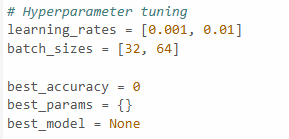 # Hyperparameter tuning
learning_rates = [0.001, 0.01]
batch_sizes = [32, 64]
best_accuracy = 0
best_params = {}
best_model = None